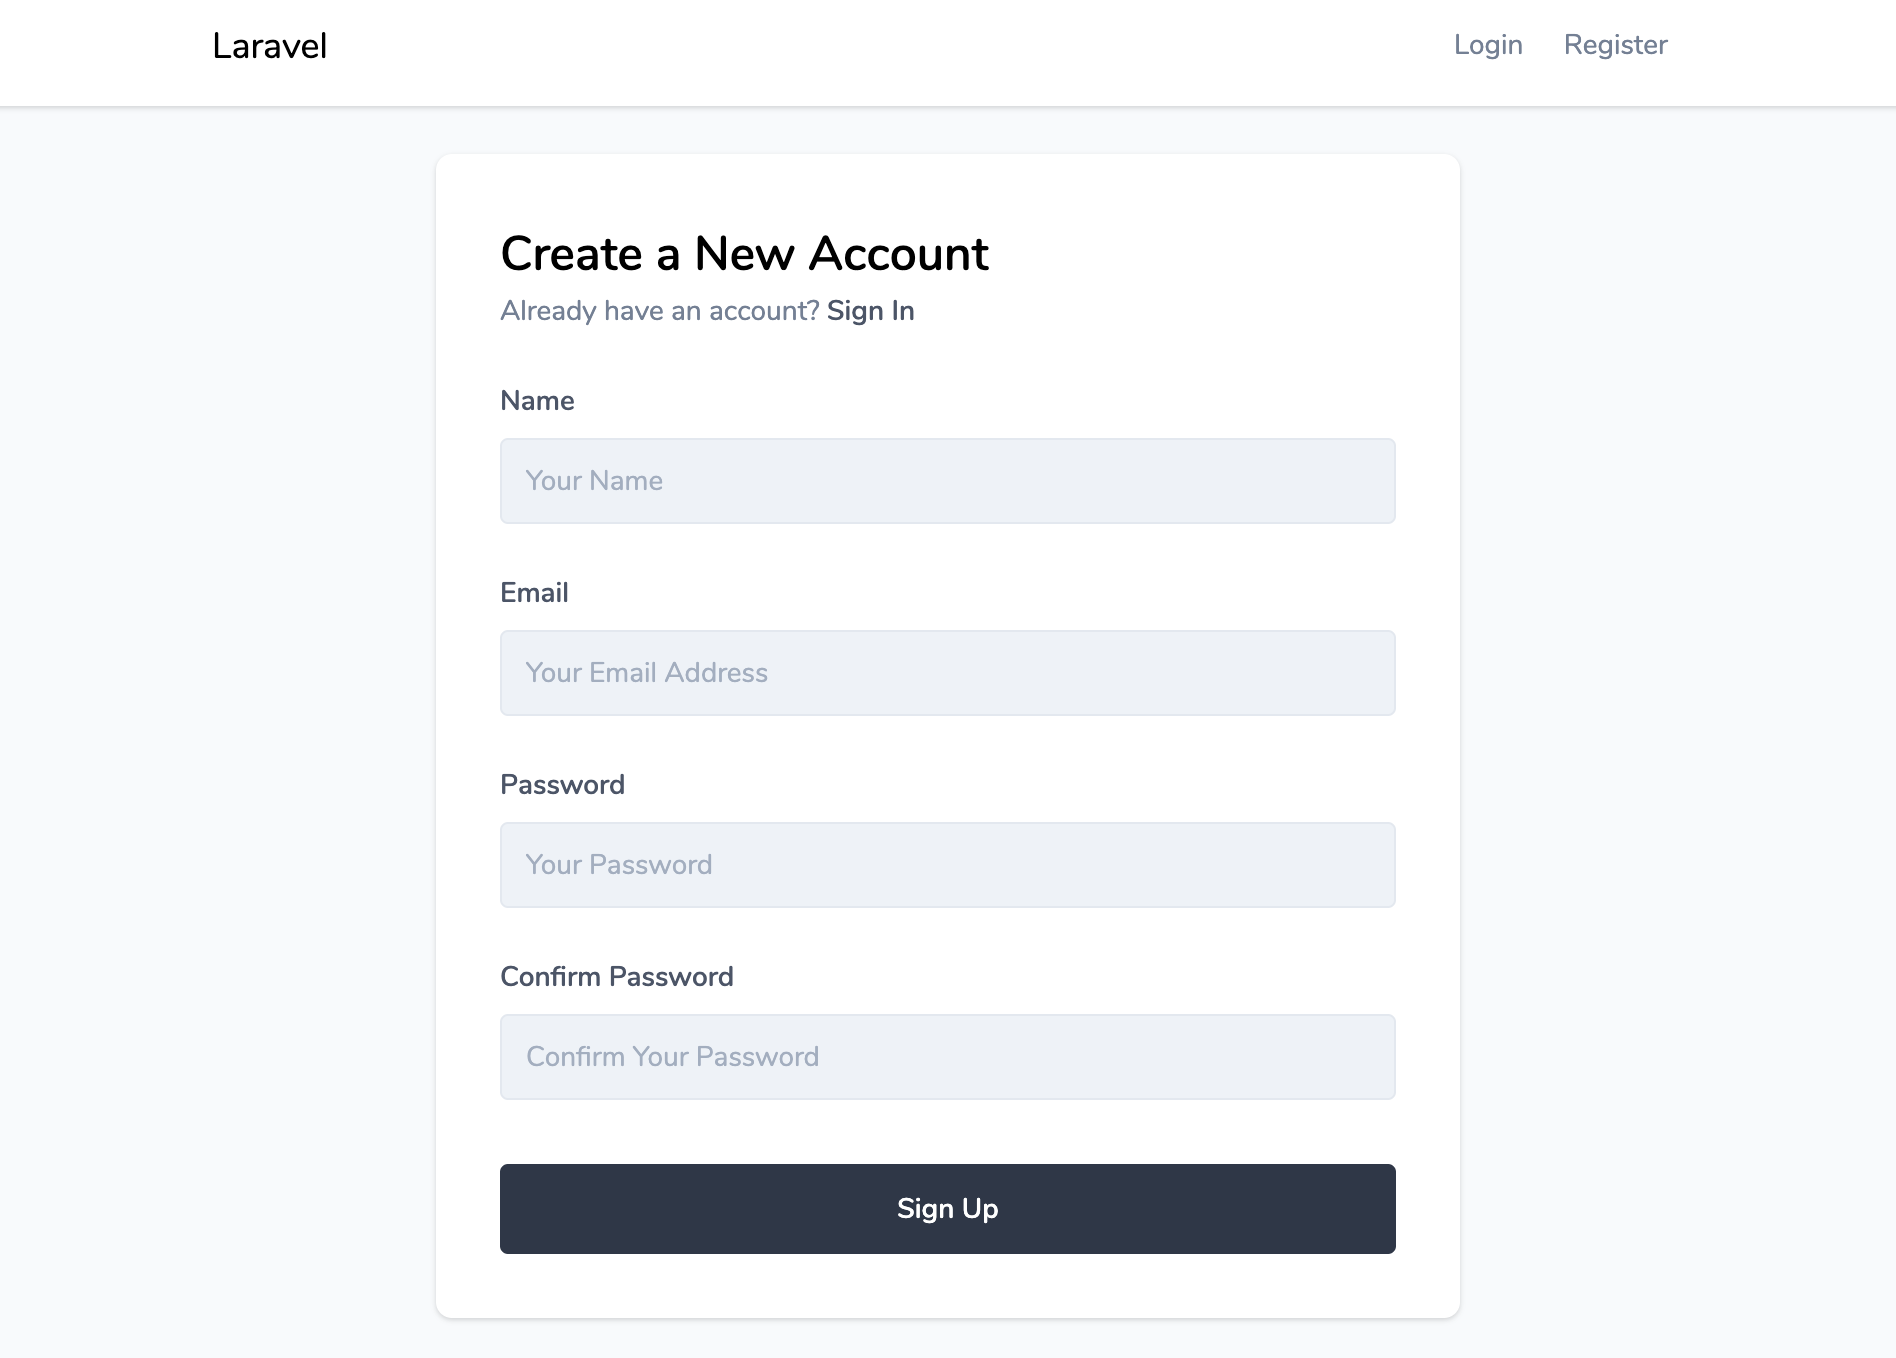 Laravel
Login Register
Create a New Account
Already have an account? Sign In
Name
Your Name
Email
Your Email Address
Password
Your Password
Confirm Password
Confirm Your Password
Sign Up